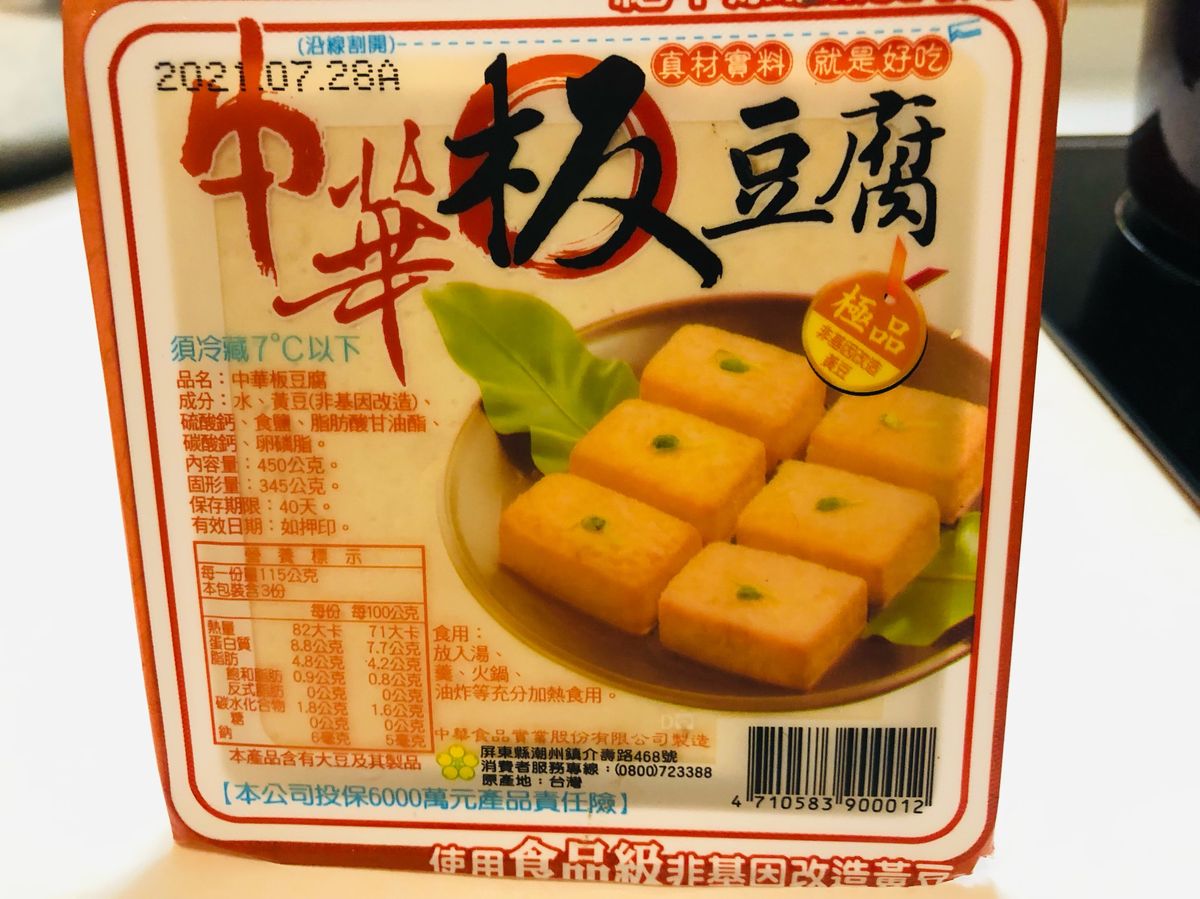 (沿線割開)
2021.07.28A
真材實料 就是好吃
中華板豆腐
極品
非基因改造
黃豆
須冷藏7°C以下
品名：中華板豆腐
成分：水、黃豆(非基因改造)、
硫酸鈣、食鹽、脂肪酸甘油酯、
碳酸鈣、卵磷脂。
內容量：450公克。
固形量：345公克。
保存期限：40天。
有效日期：如押印。
營養標示
每一份量115公克
本包裝含3份
每份 每100公克
熱量 82大卡 71大卡
蛋白質 8.8公克 7.7公克
脂肪 4.8公克 4.2公克
飽和脂肪 0.9公克 0.8公克
反式脂肪 0公克 0公克
碳水化合物 1.8公克 1.6公克
糖 0公克 0公克
鈉 6毫克 5毫克
本產品含有大豆及其製品
食用：
放入湯、
羹、火鍋、
油炸等充分加熱食用。
中華食品實業股份有限公司製造
屏東縣潮州鎮介壽路468號
消費者服務專線：(0800)723388
原產地：台灣
【本公司投保6000萬元產品責任險】
4 710583 900012
使用食品級非基因改造黃豆